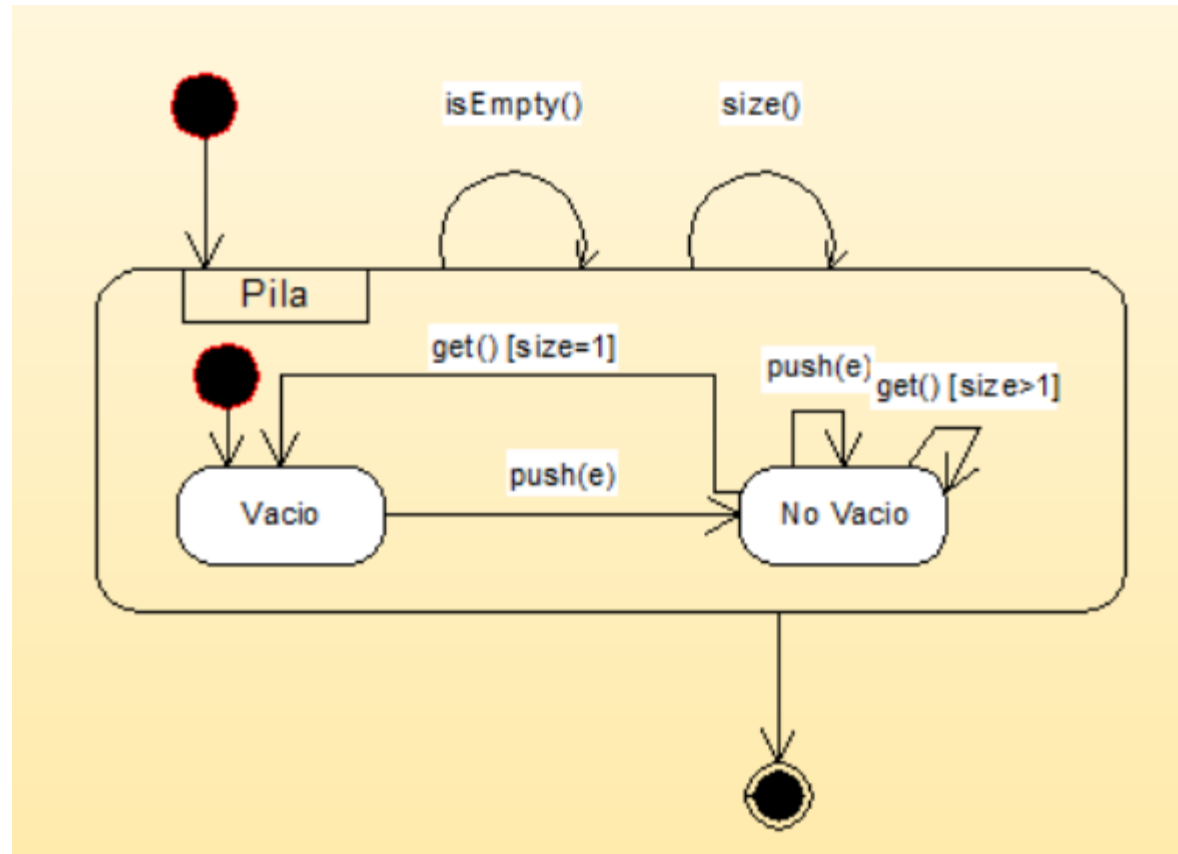 isEmpty()
size()
Pila
get() [size=1]
push(e)
get() [size>1]
push(e)
Vacio
No Vacio